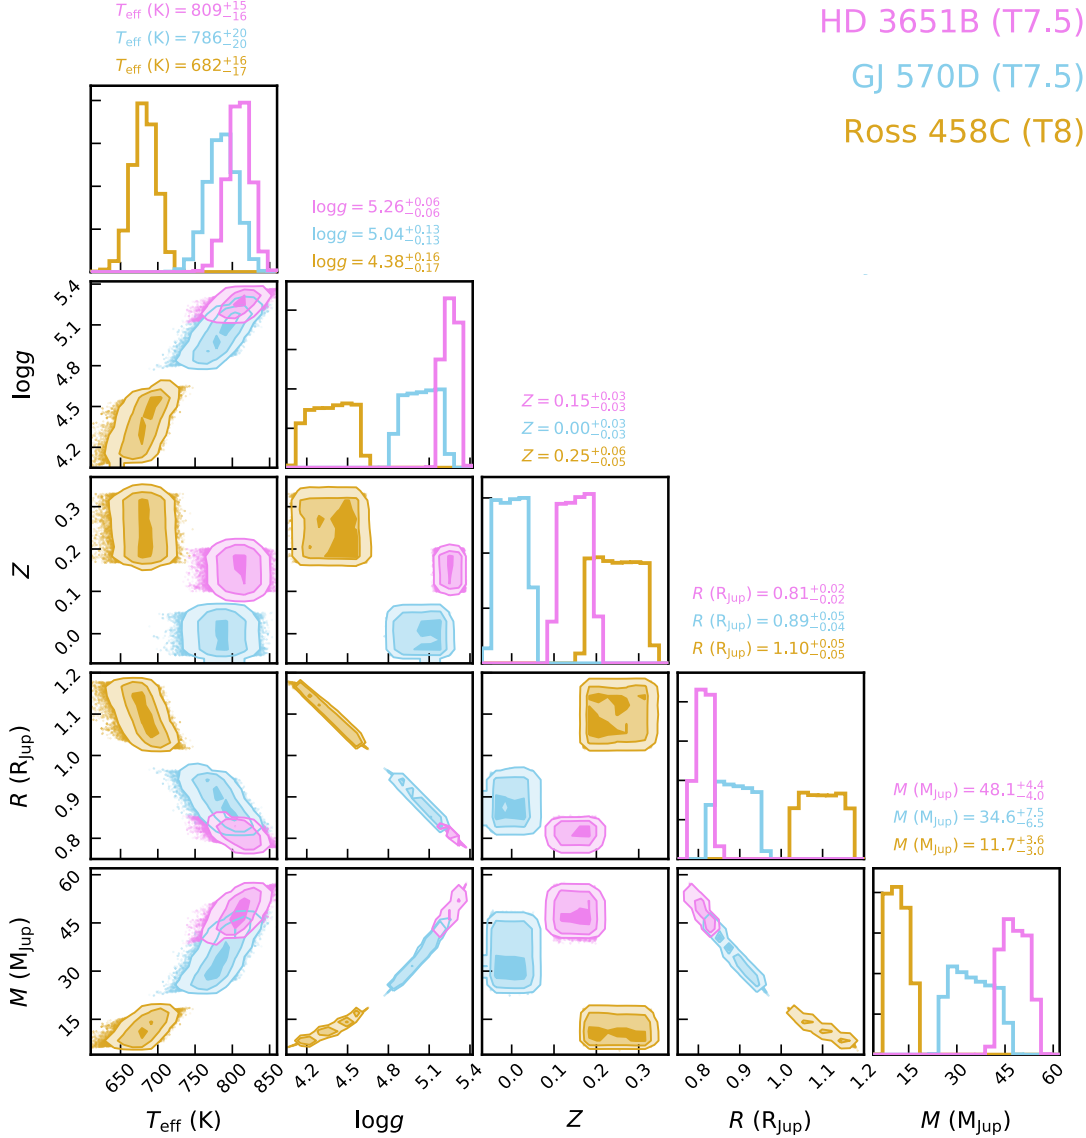 HD 3651B (T7.5)
GJ 570D (T7.5)
Ross 458C (T8)
T_eff (K) = 809^{+15}_{−16}
T_eff (K) = 786^{+20}_{−20}
T_eff (K) = 682^{+16}_{−17}
logg = 5.26^{+0.06}_{−0.06}
logg = 5.04^{+0.13}_{−0.13}
logg = 4.38^{+0.16}_{−0.17}
5.4
5.1
4.8
4.5
4.2
logg
Z = 0.15^{+0.03}_{−0.03}
Z = 0.00^{+0.03}_{−0.03}
Z = 0.25^{+0.06}_{−0.05}
0.3
0.2
0.1
0.0
Z
R (R_Jup) = 0.81^{+0.02}_{−0.02}
R (R_Jup) = 0.89^{+0.05}_{−0.04}
R (R_Jup) = 1.10^{+0.05}_{−0.05}
1.2
1.1
1.0
0.9
0.8
R (R_Jup)
M (M_Jup) = 48.1^{+4.4}_{−4.0}
M (M_Jup) = 34.6^{+7.5}_{−6.5}
M (M_Jup) = 11.7^{+3.6}_{−3.0}
60
45
30
15
M (M_Jup)
650 700 750 800 850
4.2 4.5 4.8 5.1 5.4
0.0 0.1 0.2 0.3
0.8 0.9 1.0 1.1 1.2
15 30 45 60
T_eff (K)
logg
Z
R (R_Jup)
M (M_Jup)